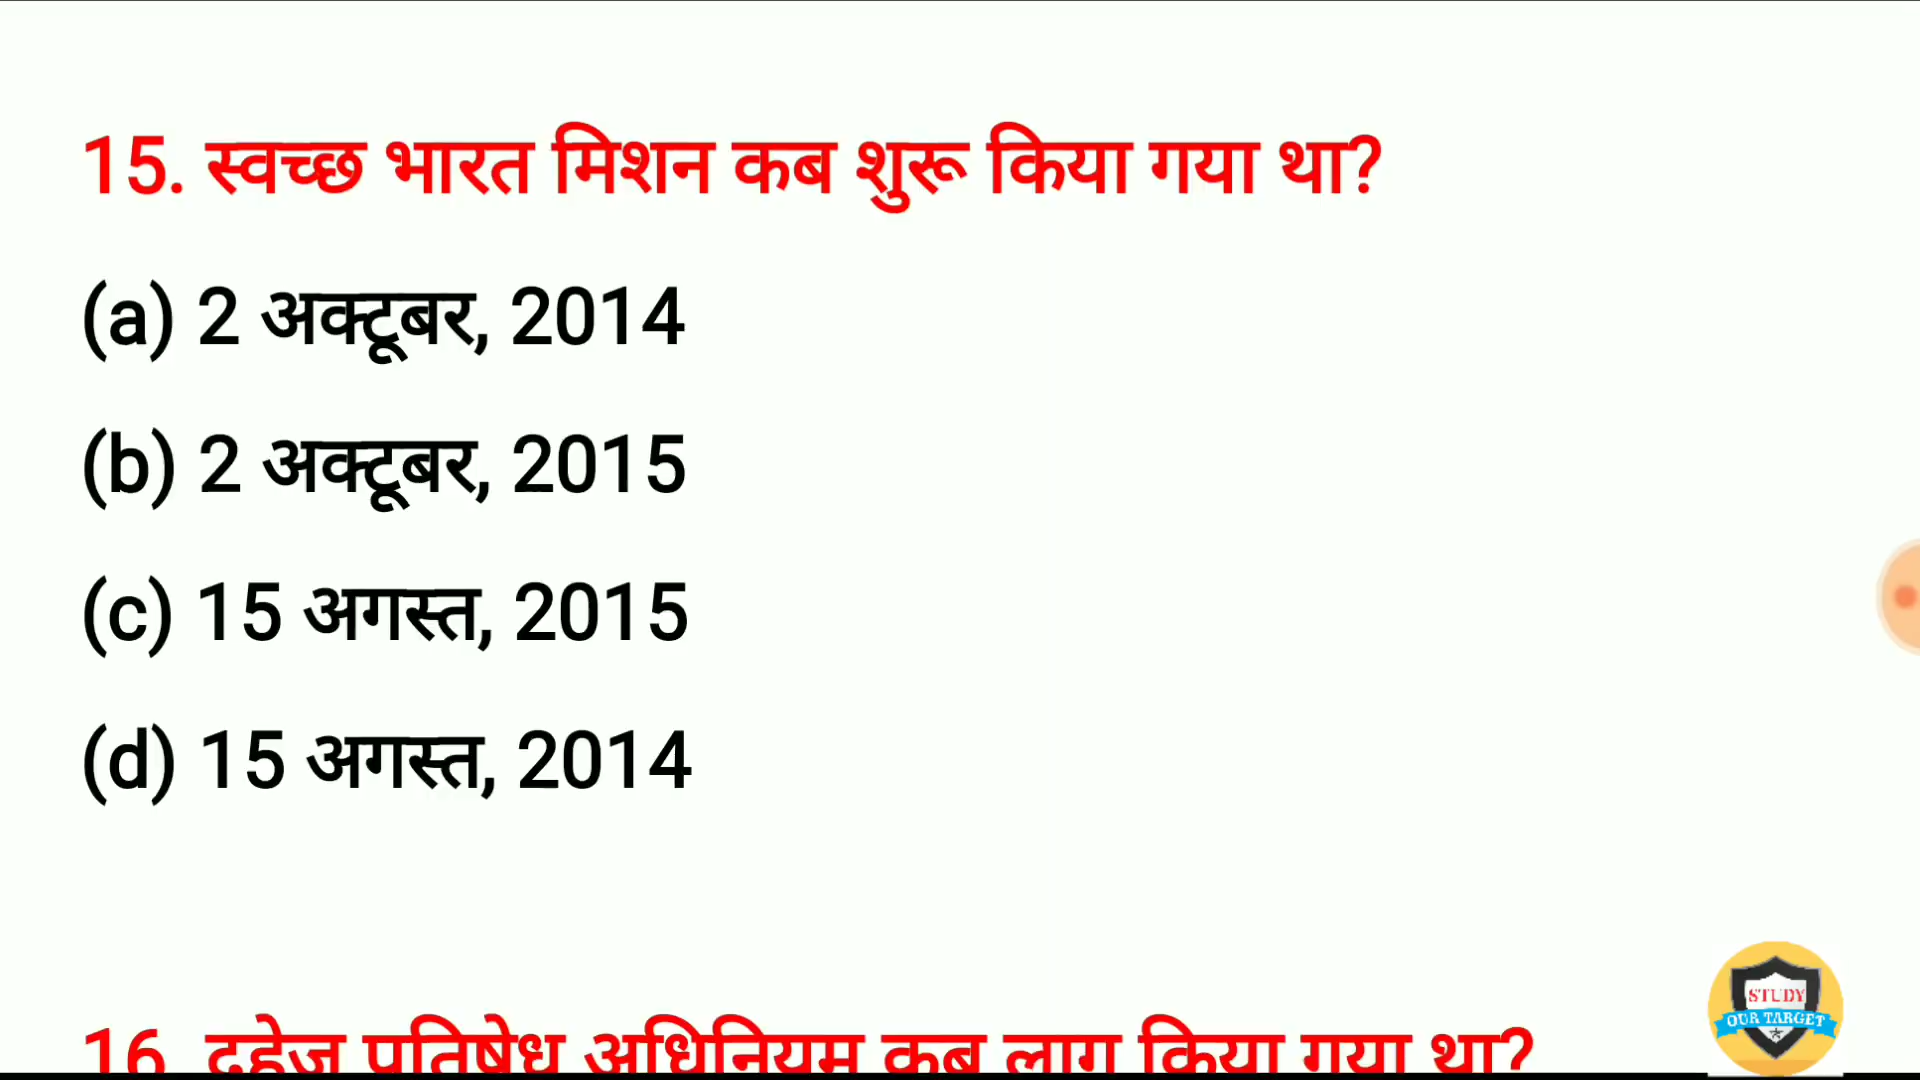 15. स्वच्छ भारत मिशन कब शुरू किया गया था?
(a) 2 अक्टूबर, 2014
(b) 2 अक्टूबर, 2015
(c) 15 अगस्त, 2015
(d) 15 अगस्त, 2014
16. दहेज प्रतिषेध अधिनियम कब लागू किया गया था?
STUDY
OUR TARGET